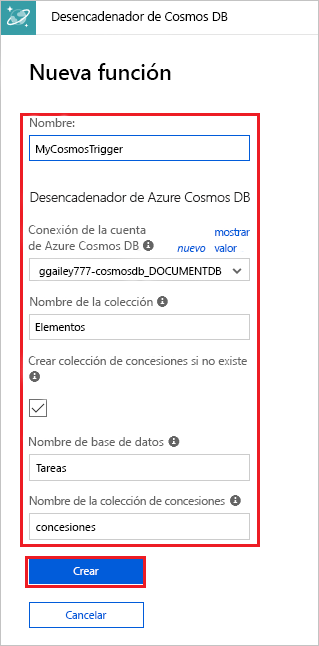 Desencadenador de Cosmos DB
Nueva función
Nombre:
MyCosmosTrigger
Desencadenador de Azure Cosmos DB
Conexión de la cuenta mostrar
de Azure Cosmos DB nuevo valor
ggailey777-cosmosdb_DOCUMENTDB
Nombre de la colección
Elementos
Crear colección de concesiones si no existe
Nombre de base de datos
Tareas
Nombre de la colección de concesiones
concesiones
Crear
Cancelar